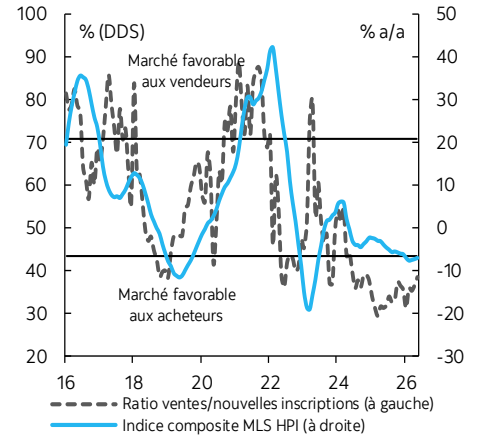 100
90
80
70
60
50
40
30
20
% (DDS)
% a/a
50
40
30
20
10
0
-10
-20
-30
Marché favorable
aux vendeurs
Marché favorable
aux acheteurs
16 18 20 22 24 26
Ratio ventes/nouvelles inscriptions (à gauche)
Indice composite MLS HPI (à droite)